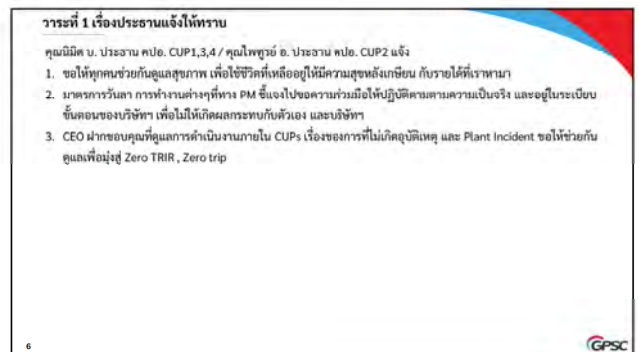 วาระที่ 1 เรื่องประธานแจ้งให้ทราบ
คุณนิมิต บ. ประธาน คปอ. CUP1,3,4 / คุณไพฑูรย์ อ. ประธาน คปอ. CUP2 แจ้ง
1. ขอให้ทุกคนช่วยกันดูแลสุขภาพ เพื่อใช้ชีวิตที่เหลืออยู่ให้มีความสุขหลังเกษียน กับรายได้ที่เราหามา
2. มาตรการวันลา การทำงานต่างๆที่ทาง PM ชี้แจงไปขอความร่วมมือให้ปฏิบัติตามตามความเป็นจริง และอยู่ในระเบียบ
ขั้นตอนของบริษัทฯ เพื่อไม่ให้เกิดผลกระทบกับตัวเอง และบริษัทฯ
3. CEO ฝากขอบคุณที่ดูแลการดำเนินงานภายใน CUPs เรื่องของการที่ไม่เกิดอุบัติเหตุ และ Plant Incident ขอให้ช่วยกัน
ดูแลเพื่อมุ่งสู่ Zero TRIR , Zero trip
6
GPSC